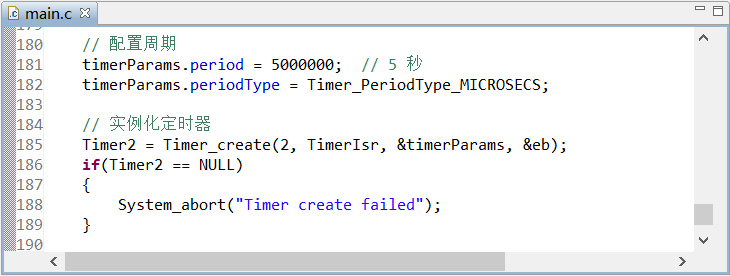 main.c
180 // 配置周期
181 timerParams.period = 5000000; // 5 秒
182 timerParams.periodType = Timer_PeriodType_MICROSECS;
183
184 // 实例化定时器
185 Timer2 = Timer_create(2, TimerIsr, &timerParams, &eb);
186 if(Timer2 == NULL)
187 {
188 System_abort("Timer create failed");
189 }
190